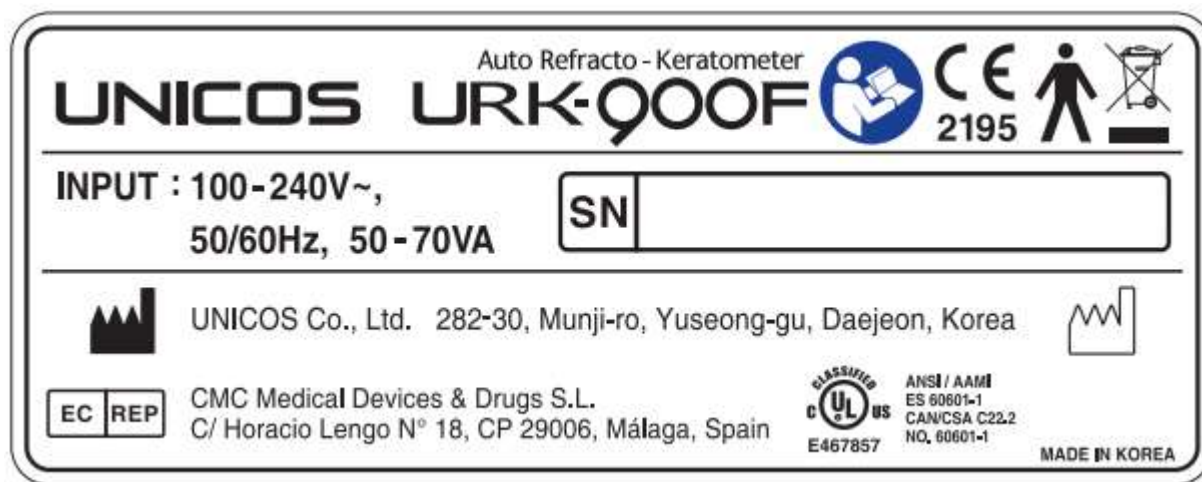 Auto Refracto - Keratometer
UNICOS URK-900F
CE
2195
INPUT : 100-240V~,
50/60Hz, 50-70VA
SN
UNICOS Co., Ltd. 282-30, Munji-ro, Yuseong-gu, Daejeon, Korea
EC REP
CMC Medical Devices & Drugs S.L.
C/ Horacio Lengo N° 18, CP 29006, Málaga, Spain
CLASSIFIED
C UL US
E467857
ANSI / AAMI
ES 60601-1
CAN/CSA C22.2
NO. 60601-1
MADE IN KOREA